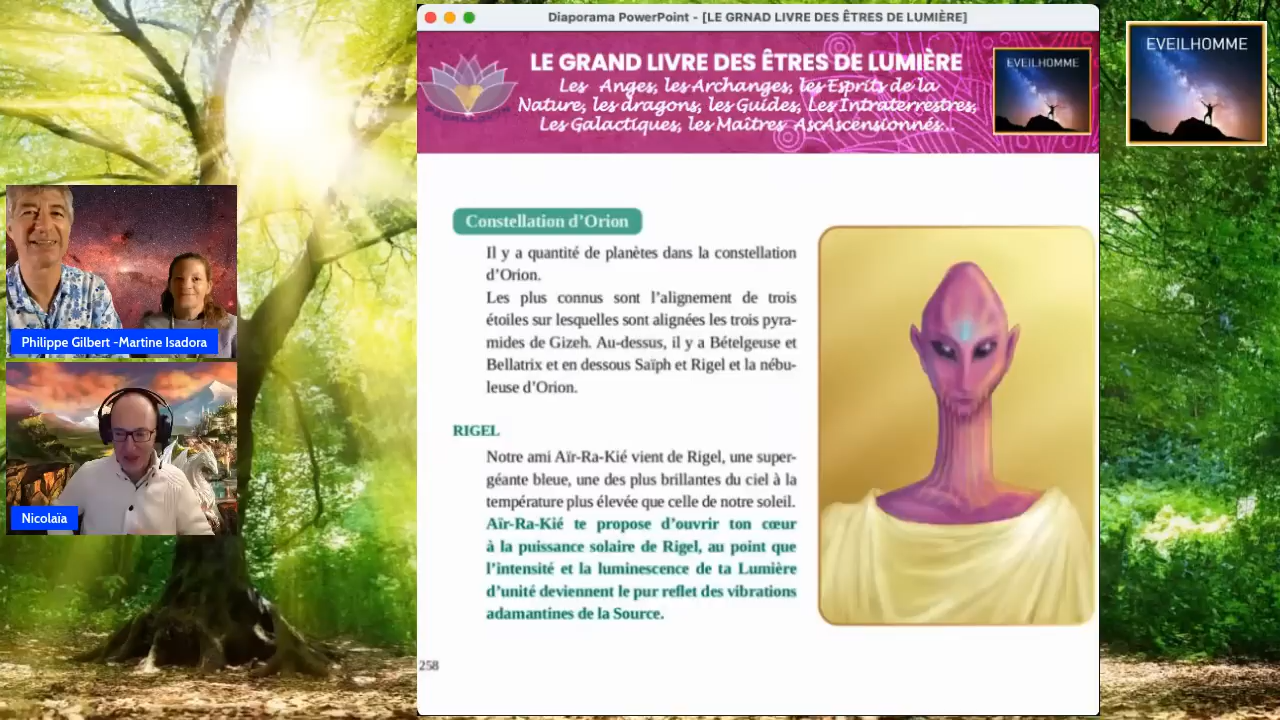 Diaporama PowerPoint - [LE GRNAD LIVRE DES ÊTRES DE LUMIÈRE]
LE GRAND LIVRE DES ÊTRES DE LUMIÈRE
Les Anges, les Archanges, les Esprits de la
Nature, les dragons, les Guides, Les Intraterrestres,
Les Galactiques, les Maîtres AscAscensionnés...
EVEILHOMME
EVEILHOMME
Philippe Gilbert -Martine Isadora
Nicolaïa
Constellation d'Orion
Il y a quantité de planètes dans la constellation
d'Orion.
Les plus connus sont l'alignement de trois
étoiles sur lesquelles sont alignées les trois pyra-
mides de Gizeh. Au-dessus, il y a Bételgeuse et
Bellatrix et en dessous Saïph et Rigel et la nébu-
leuse d'Orion.
RIGEL
Notre ami Aïr-Ra-Kié vient de Rigel, une super-
géante bleue, une des plus brillantes du ciel à la
température plus élevée que celle de notre soleil.
Aïr-Ra-Kié te propose d'ouvrir ton cœur
à la puissance solaire de Rigel, au point que
l'intensité et la luminescence de ta Lumière
d'unité deviennent le pur reflet des vibrations
adamantines de la Source.
258